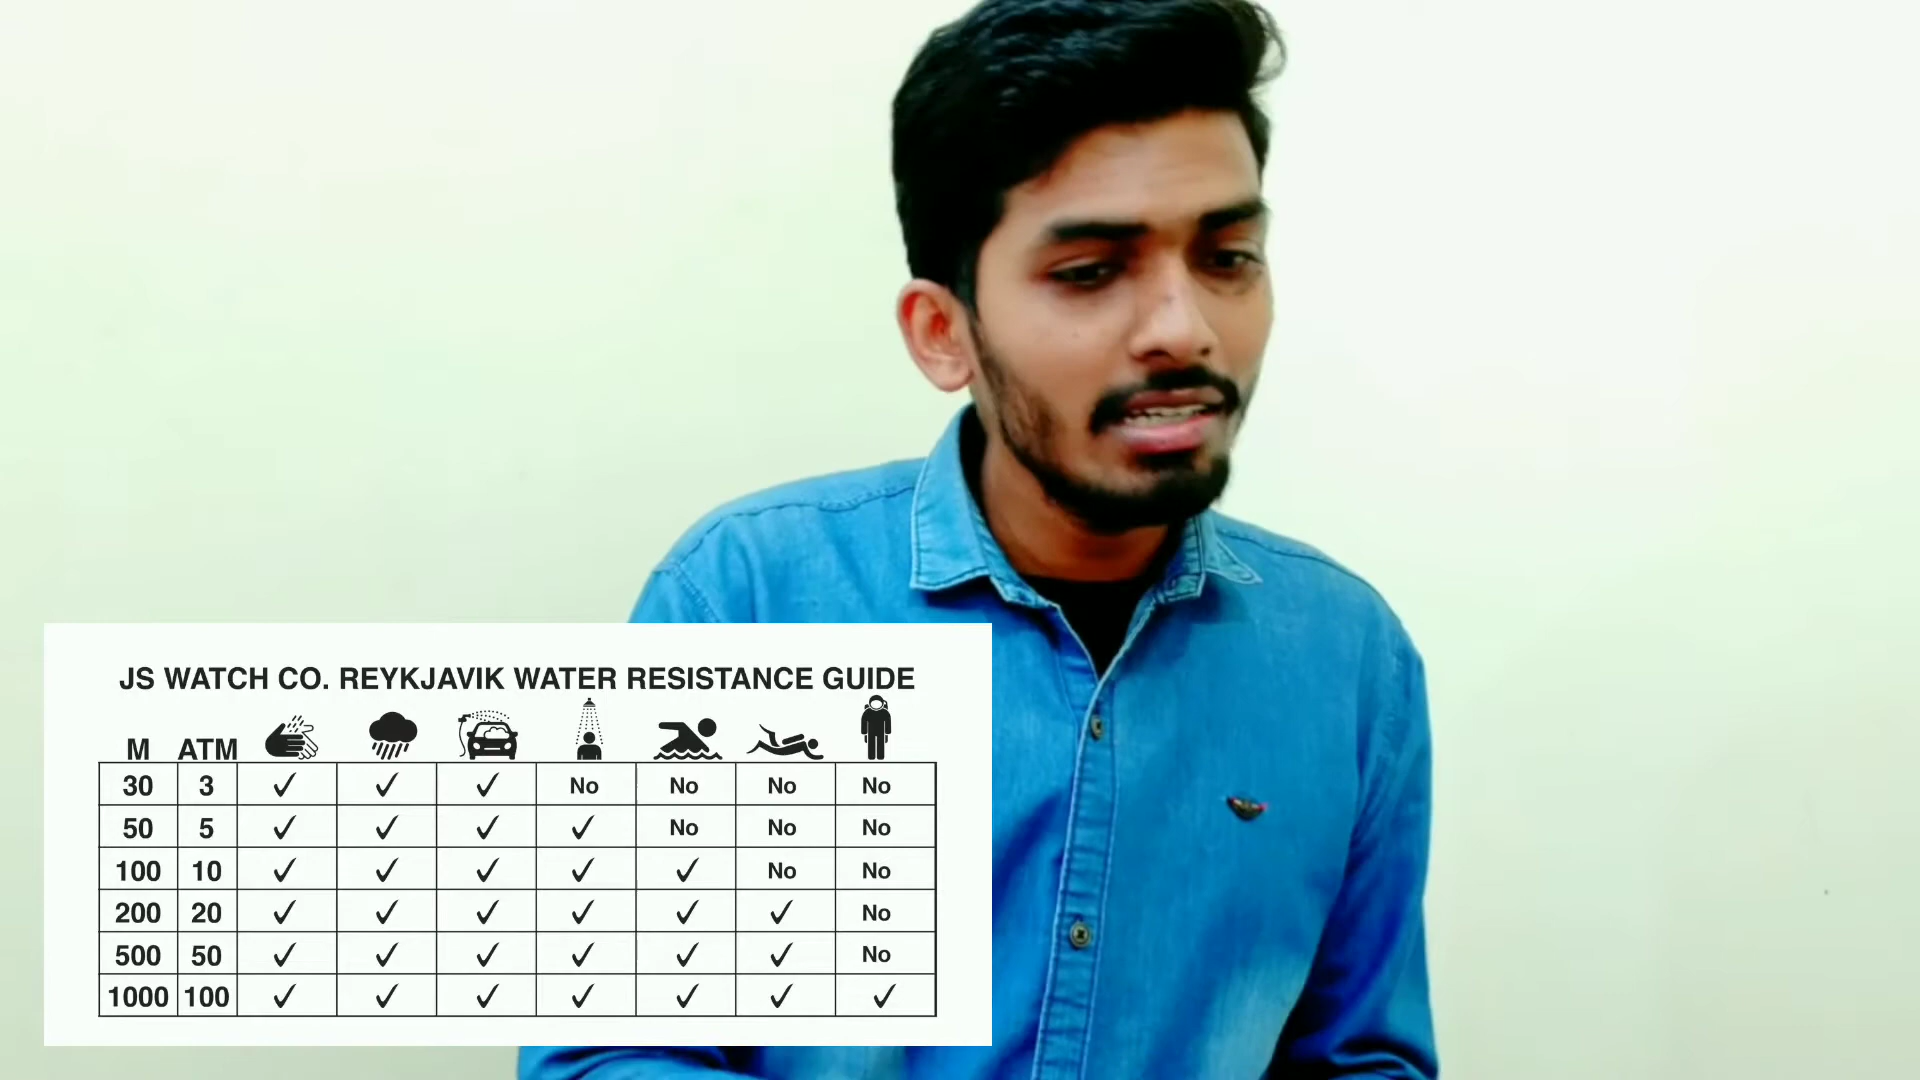 JS WATCH CO. REYKJAVIK WATER RESISTANCE GUIDE
M ATM
30 3 ✓ ✓ ✓ No No No No
50 5 ✓ ✓ ✓ ✓ No No No
100 10 ✓ ✓ ✓ ✓ ✓ No No
200 20 ✓ ✓ ✓ ✓ ✓ ✓ No
500 50 ✓ ✓ ✓ ✓ ✓ ✓ No
1000 100 ✓ ✓ ✓ ✓ ✓ ✓ ✓